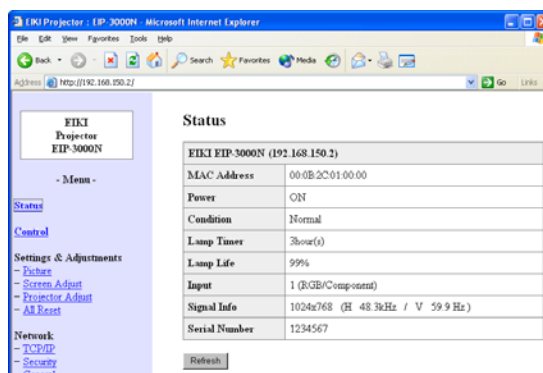 EIKI Projector : EIP-3000N - Microsoft Internet Explorer
File Edit View Favorites Tools Help
Back Search Favorites Media
Address http://192.168.150.2/ Go Links
EIKI
Projector
EIP-3000N
- Menu -
Status
Control
Settings & Adjustments
- Picture
- Screen Adjust
- Projector Adjust
- All Reset
Network
- TCP/IP
- Security
Status
EIKI EIP-3000N (192.168.150.2)
MAC Address 00:0B:2C:01:00:00
Power ON
Condition Normal
Lamp Timer 3hour(s)
Lamp Life 99%
Input 1 (RGB/Component)
Signal Info 1024x768 (H 48.3kHz / V 59.9 Hz)
Serial Number 1234567
Refresh